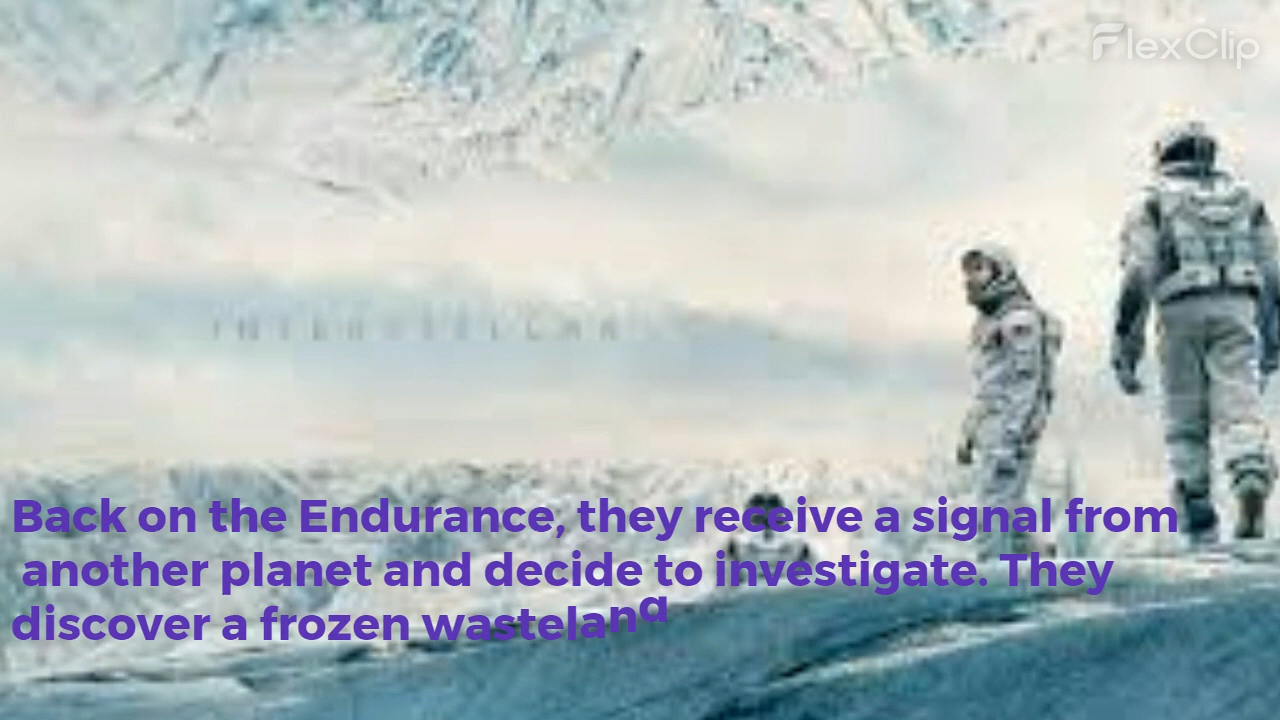 FlexClip
INTERSTELLAR
Back on the Endurance, they receive a signal from
another planet and decide to investigate. They
discover a frozen wasteland